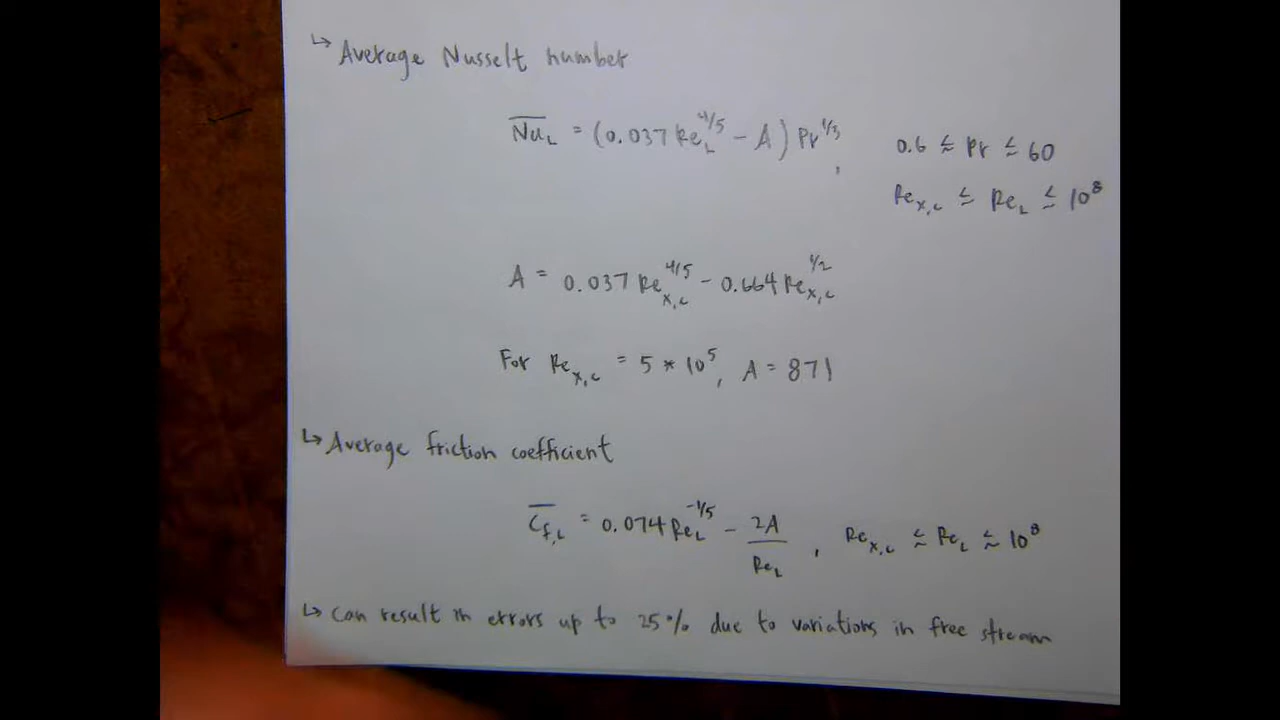 ↳ Average Nusselt number
N̅u̅_L = (0.037 Re_L^4/5 − A) Pr^1/3, 0.6 ≲ Pr ≲ 60
Re_x,c ≲ Re_L ≲ 10^8
A = 0.037 Re_x,c^4/5 − 0.664 Re_x,c^1/2
For Re_x,c = 5 * 10^5, A = 871
↳ Average friction coefficient
C̅_f,L = 0.074 Re_L^-1/5 − 2A/Re_L, Re_x,c ≲ Re_L ≲ 10^8
↳ can result in errors up to 25% due to variations in free stream